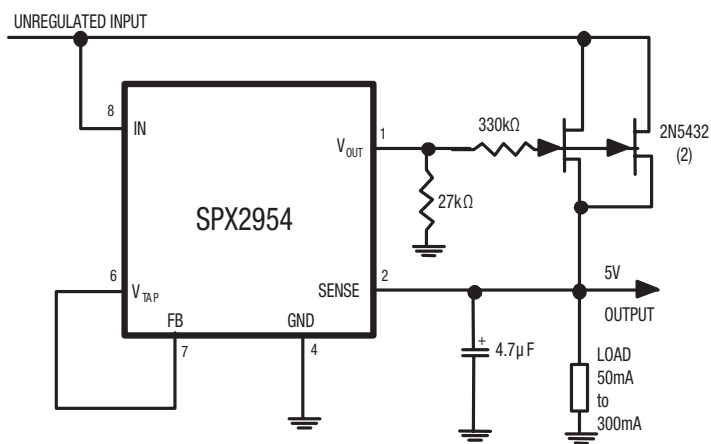 UNREGULATED INPUT
8
IN
VOUT
1
330kΩ
2N5432
(2)
27kΩ
SPX2954
6
VTAP
SENSE
2
5V
OUTPUT
FB
GND
7
4
+
4.7µF
LOAD
50mA
to
300mA